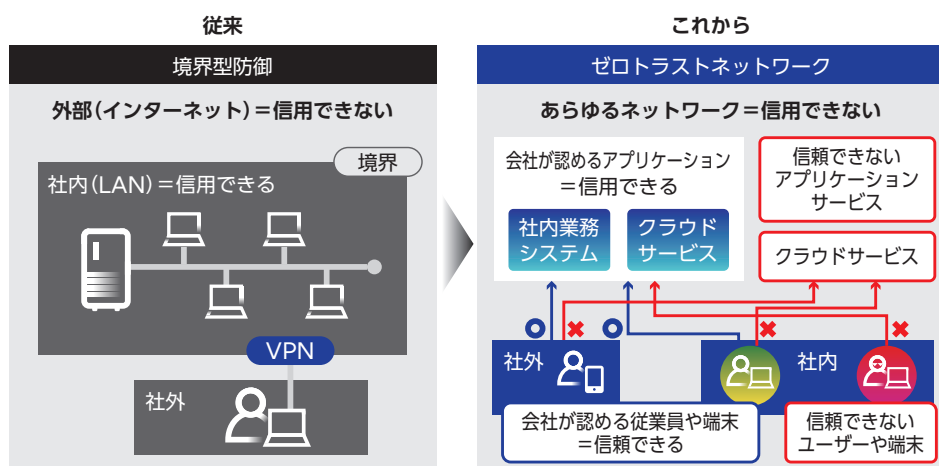 従来
境界型防御
外部（インターネット）＝信用できない
境界
社内（LAN）＝信用できる
VPN
社外
これから
ゼロトラストネットワーク
あらゆるネットワーク＝信用できない
会社が認めるアプリケーション
＝信用できる
社内業務
システム
クラウド
サービス
信頼できない
アプリケーション
サービス
クラウドサービス
社外
社内
会社が認める従業員や端末
＝信頼できる
信頼できない
ユーザーや端末